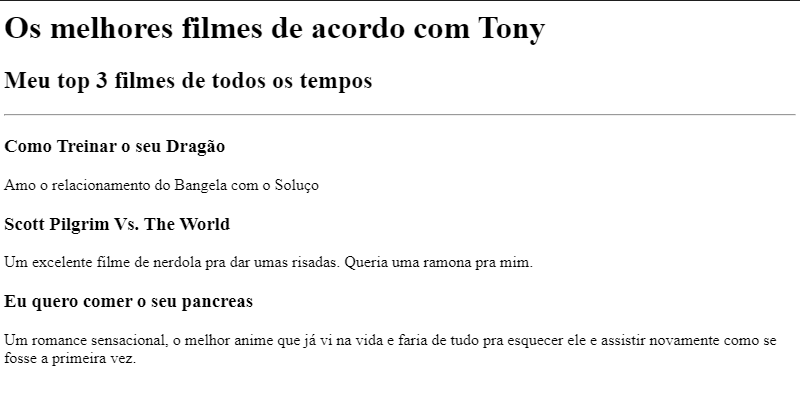 Os melhores filmes de acordo com Tony
Meu top 3 filmes de todos os tempos
Como Treinar o seu Dragão
Amo o relacionamento do Bangela com o Soluço
Scott Pilgrim Vs. The World
Um excelente filme de nerdola pra dar umas risadas. Queria uma ramona pra mim.
Eu quero comer o seu pancreas
Um romance sensacional, o melhor anime que já vi na vida e faria de tudo pra esquecer ele e assistir novamente como se
fosse a primeira vez.